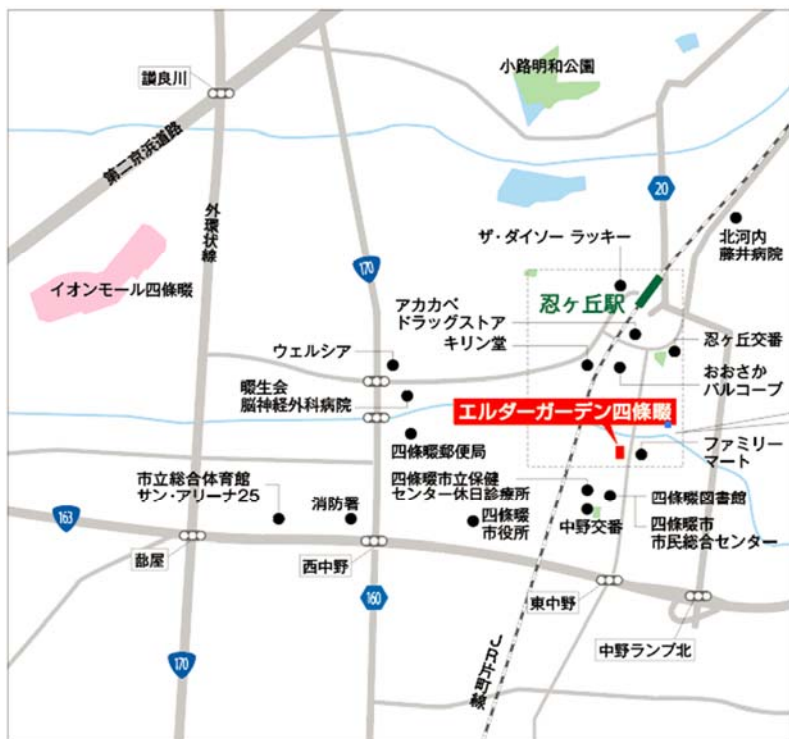 小路明和公園
讃良川
第二京浜道路
外環状線
20
北河内
藤井病院
ザ・ダイソー ラッキー
170
イオンモール四條畷
忍ヶ丘駅
アカカベ
ドラッグストア
キリン堂
忍ヶ丘交番
ウェルシア
おおさか
パルコープ
畷生会
脳神経外科病院
エルダーガーデン四條畷
四條畷郵便局
ファミリー
マート
市立総合体育館
サン・アリーナ25
消防署
四條畷市立保健
センター休日診療所
四條畷
市役所
中野交番
四條畷図書館
四條畷市
市民総合センター
163
蔀屋
西中野
160
東中野
中野ランプ北
170
JR片町線